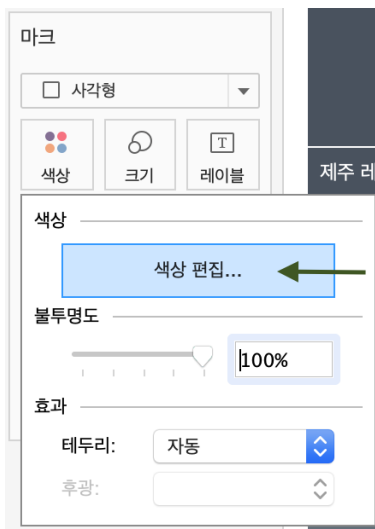 마크
사각형
색상 크기 레이블
제주 레
색상
색상 편집...
불투명도
100%
효과
테두리: 자동
후광: